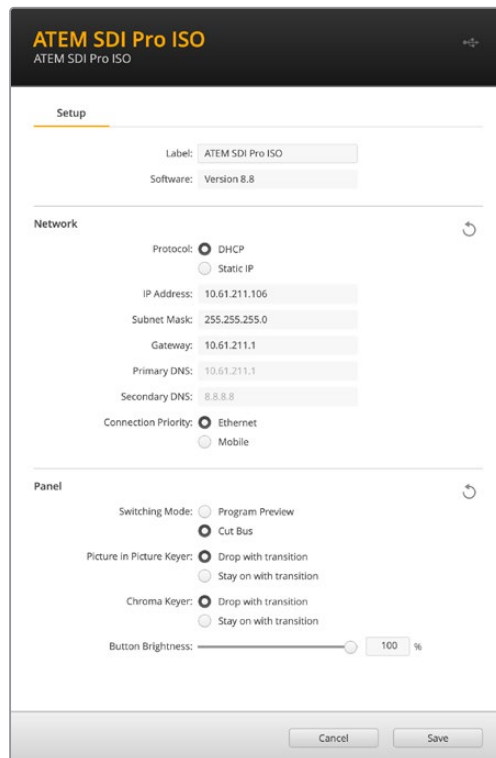 ATEM SDI Pro ISO
ATEM SDI Pro ISO
Setup
Label: ATEM SDI Pro ISO
Software: Version 8.8
Network
Protocol: DHCP
Static IP
IP Address: 10.61.211.106
Subnet Mask: 255.255.255.0
Gateway: 10.61.211.1
Primary DNS: 10.61.211.1
Secondary DNS: 8.8.8.8
Connection Priority: Ethernet
Mobile
Panel
Switching Mode: Program Preview
Cut Bus
Picture in Picture Keyer: Drop with transition
Stay on with transition
Chroma Keyer: Drop with transition
Stay on with transition
Button Brightness: 100 %
Cancel Save